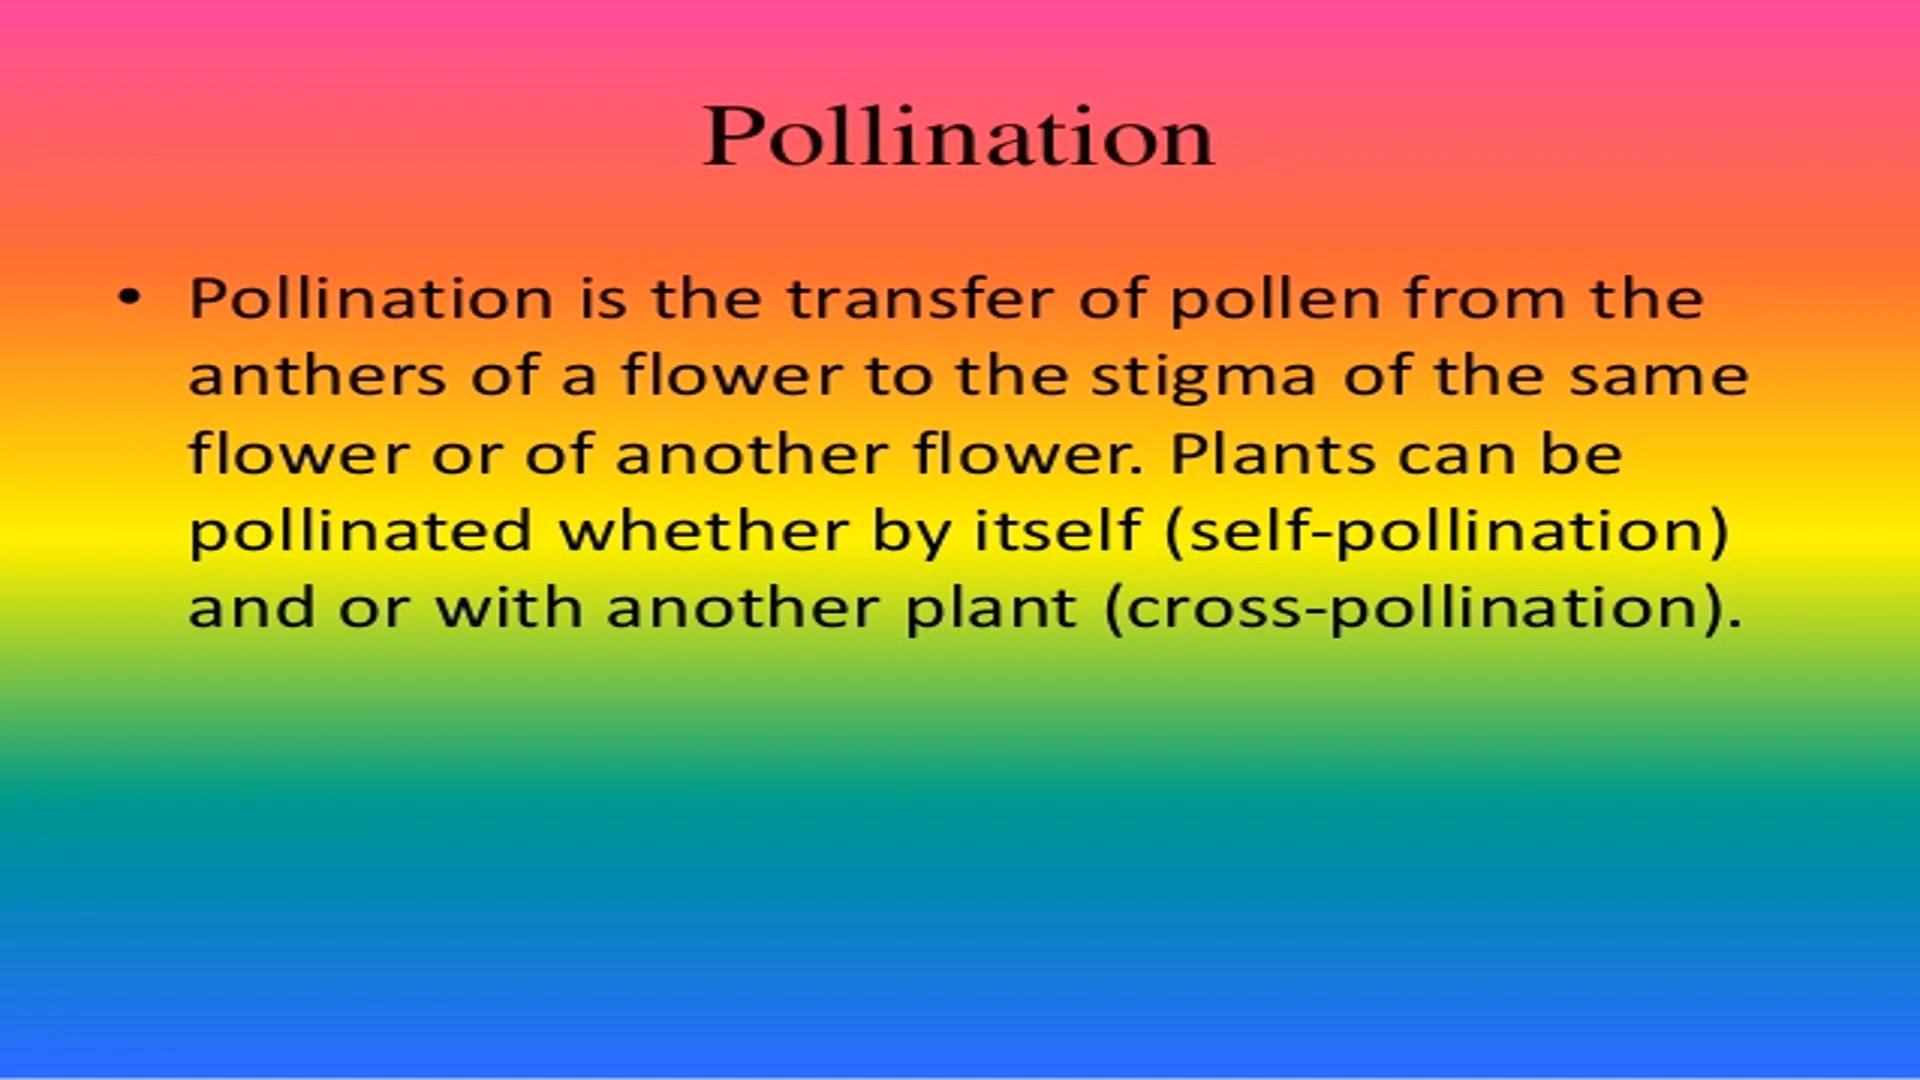 Pollination
• Pollination is the transfer of pollen from the
anthers of a flower to the stigma of the same
flower or of another flower. Plants can be
pollinated whether by itself (self-pollination)
and or with another plant (cross-pollination).